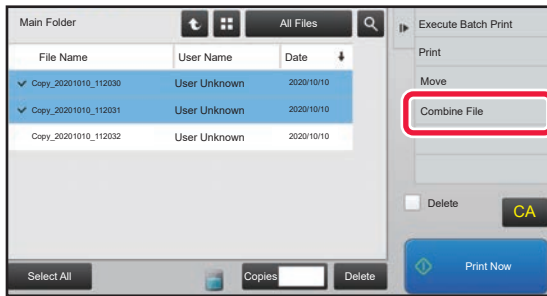 Main Folder
All Files
File Name User Name Date
Copy_20201010_112030 User Unknown 2020/10/10
Copy_20201010_112031 User Unknown 2020/10/10
Copy_20201010_112032 User Unknown 2020/10/10
Select All
Copies
Delete
Execute Batch Print
Print
Move
Combine File
Delete
CA
Print Now